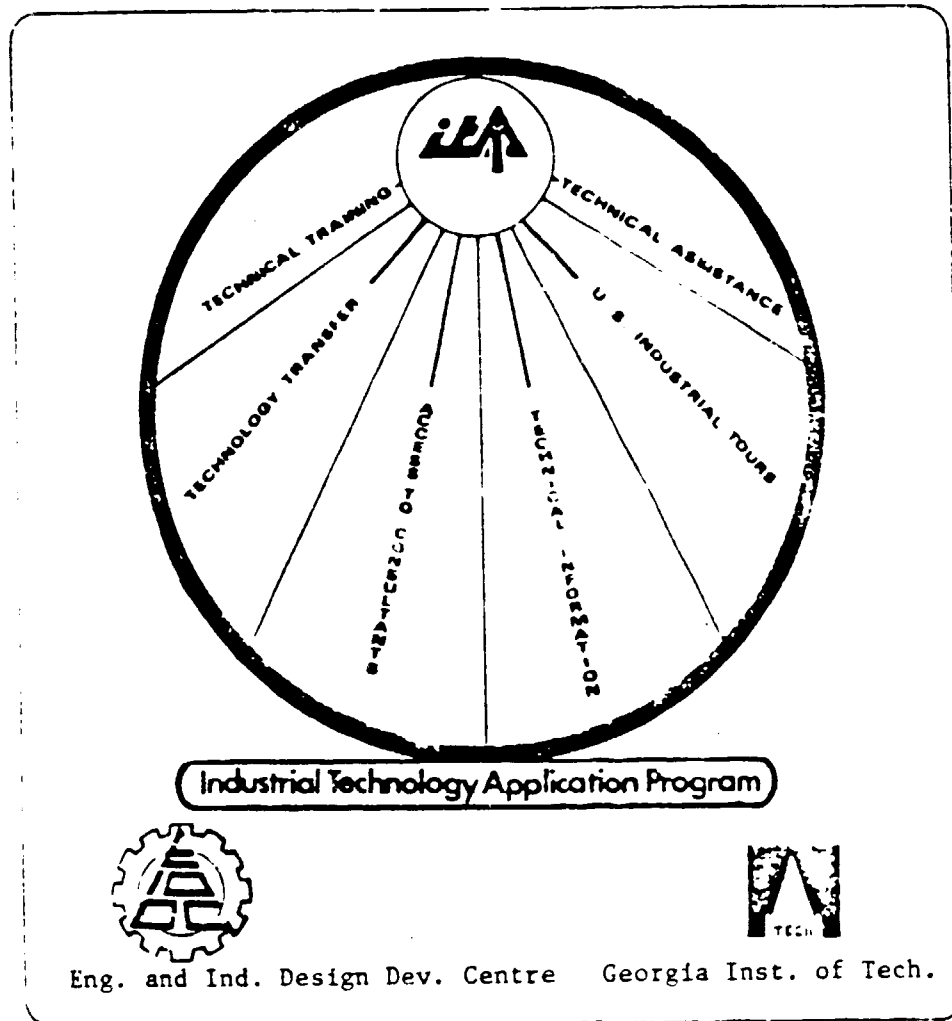 itA
TECHNICAL TRAINING
TECHNOLOGY TRANSFER
ACCESS TO CONSULTANTS
TECHNICAL INFORMATION
U.S. INDUSTRIAL TOURS
TECHNICAL ASSISTANCE
Industrial Technology Application Program
TECH
Eng. and Ind. Design Dev. Centre
Georgia Inst. of Tech.